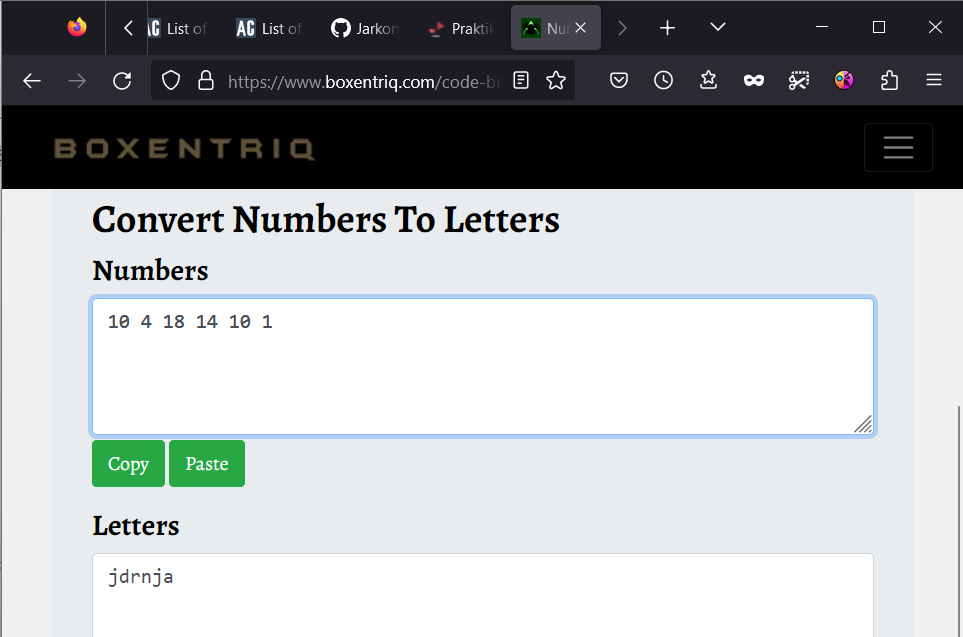 List of
List of
Jarkon
Praktik
Nur
https://www.boxentriq.com/code-br
BOXENTRIQ
Convert Numbers To Letters
Numbers
10 4 18 14 10 1
Copy Paste
Letters
jdrnja